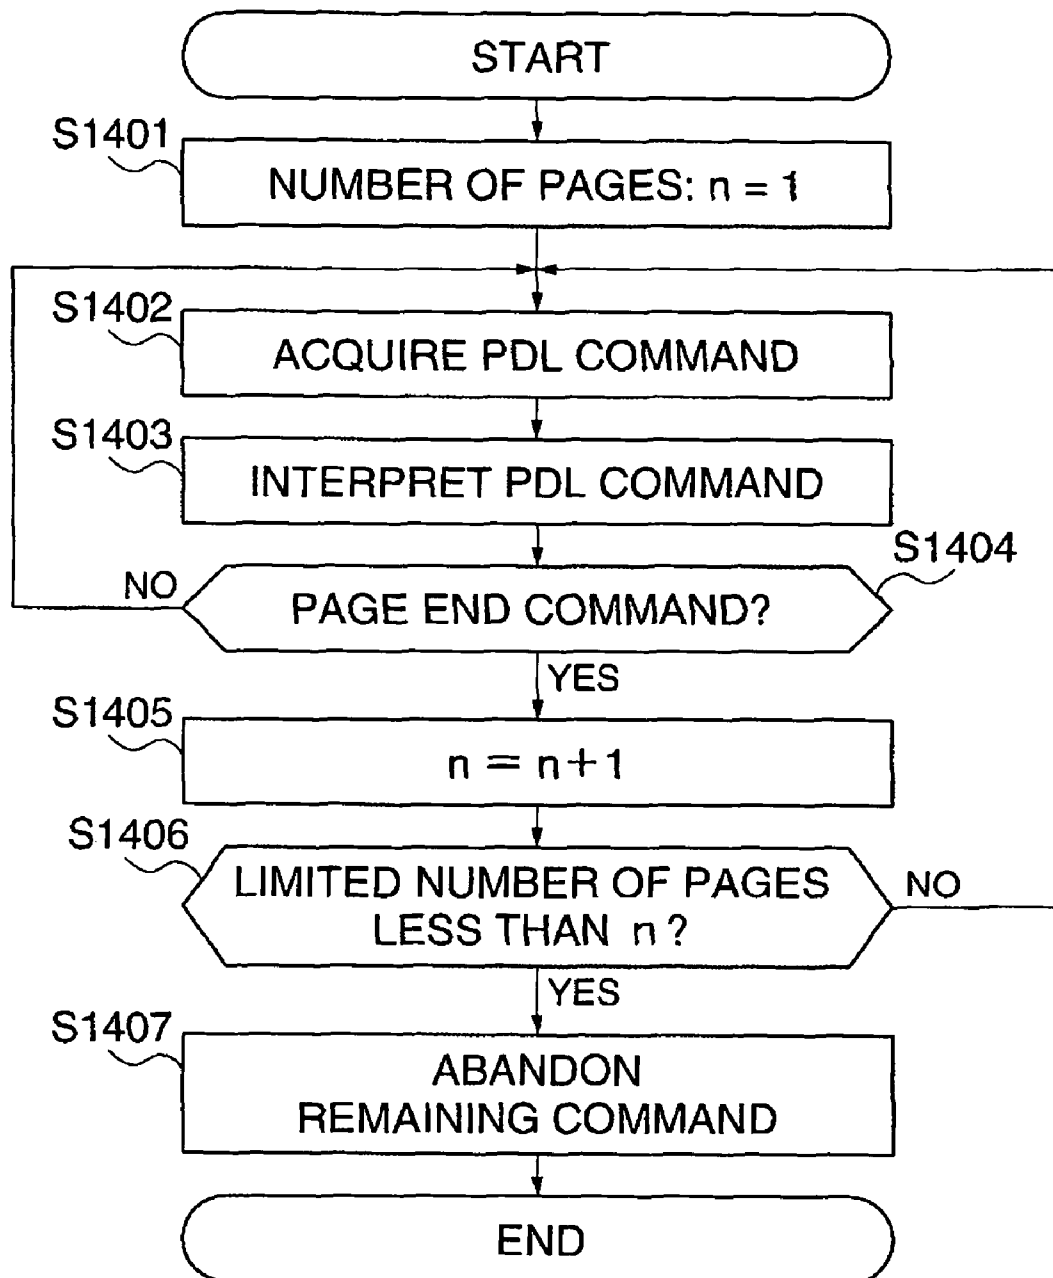 START
S1401
NUMBER OF PAGES: n = 1
S1402
ACQUIRE PDL COMMAND
S1403
INTERPRET PDL COMMAND
S1404
NO
PAGE END COMMAND?
YES
S1405
n = n+1
S1406
LIMITED NUMBER OF PAGES
LESS THAN n ?
NO
YES
S1407
ABANDON
REMAINING COMMAND
END